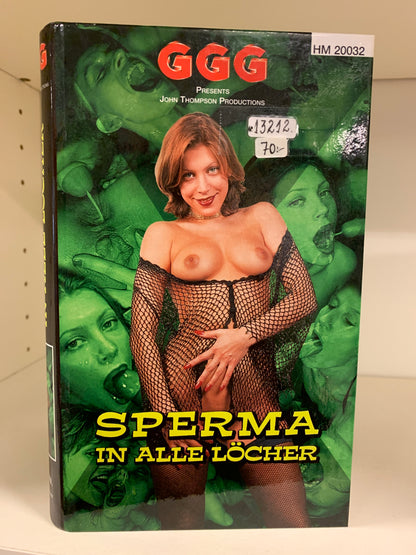 GGG
HM 20032
PRESENTS
JOHN THOMPSON PRODUCTIONS
13212
70:-
SPERMA
IN ALLE LÖCHER